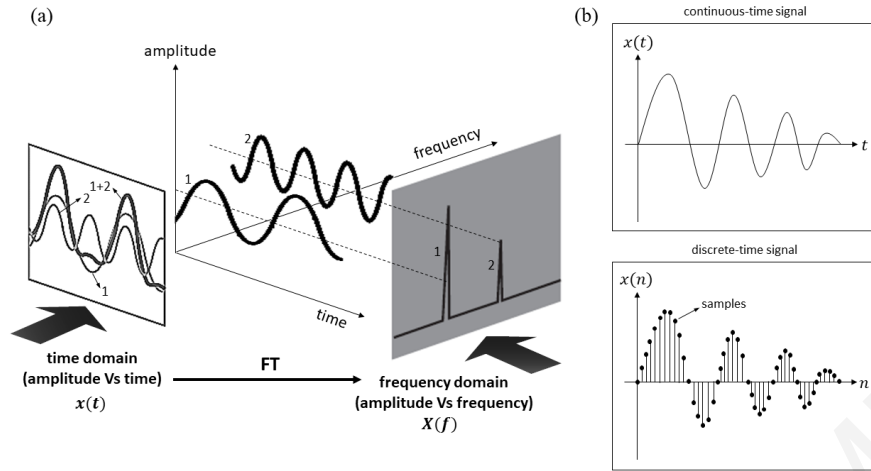 (a)
amplitude
2
frequency
1
1+2
2
1
1
2
time
time domain
(amplitude Vs time)
x(t)
FT
frequency domain
(amplitude Vs frequency)
X(f)
(b)
continuous-time signal
x(t)
t
discrete-time signal
x(n)
samples
n